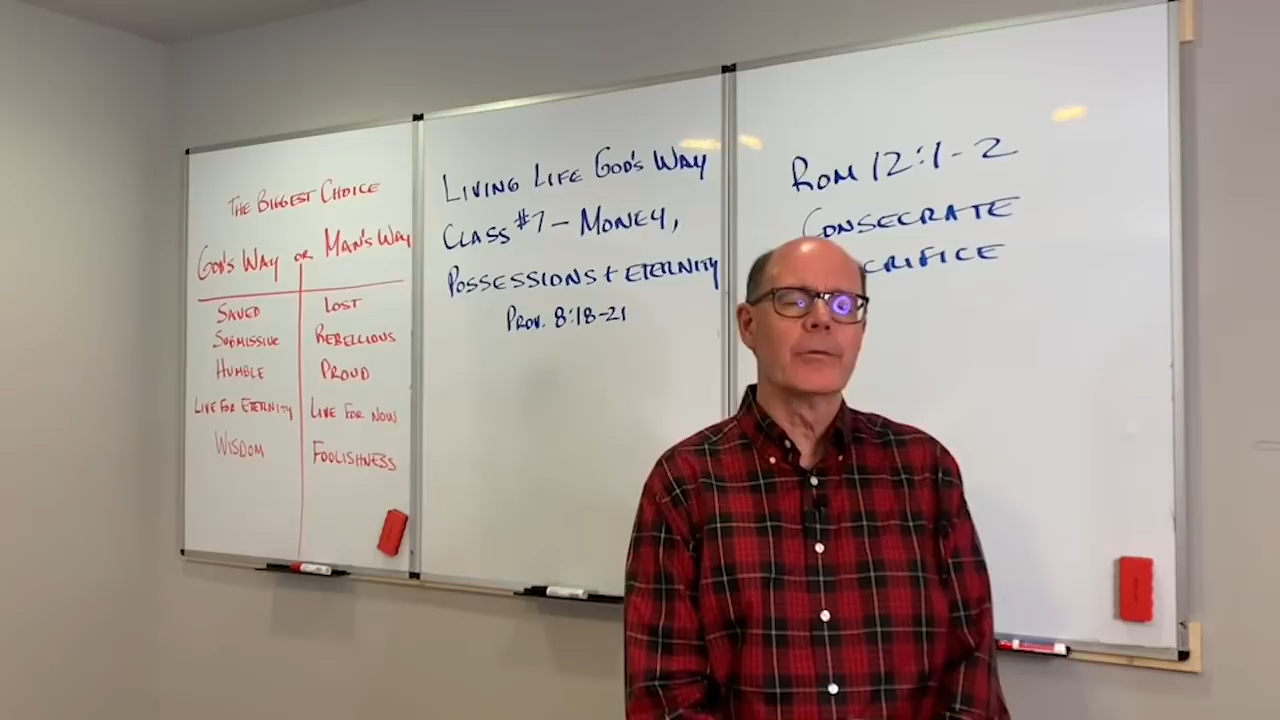 THE BIGGEST CHOICE
GOD'S WAY OR MAN'S WAY
SAVED LOST
SUBMISSIVE REBELLIOUS
HUMBLE PROUD
LIVE FOR ETERNITY LIVE FOR NOW
WISDOM FOOLISHNESS
LIVING LIFE GOD'S WAY
CLASS #7 - MONEY,
POSSESSIONS + ETERNITY
PROV. 8:18-21
ROM 12:1-2
CONSECRATE
CRIFICE